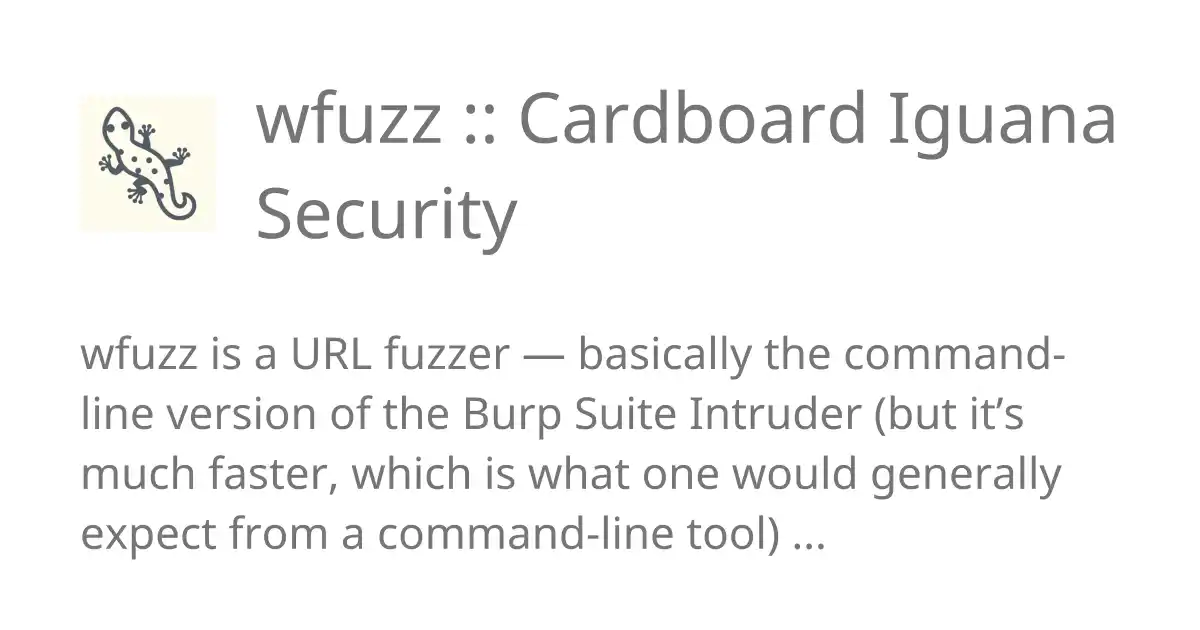 wfuzz :: Cardboard Iguana
Security
wfuzz is a URL fuzzer — basically the command-
line version of the Burp Suite Intruder (but it’s
much faster, which is what one would generally
expect from a command-line tool) ...